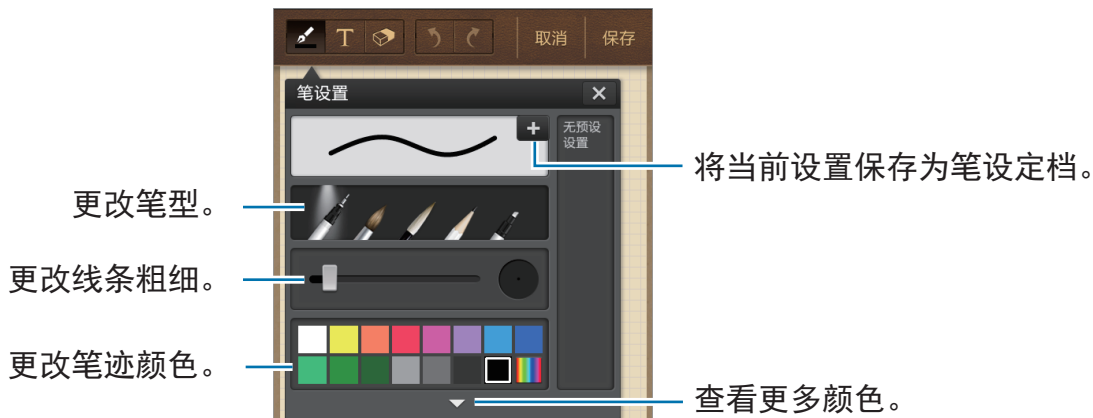 T
取消
保存
笔设置
无预设
设置
将当前设置保存为笔设定档。
更改笔型。
更改线条粗细。
更改笔迹颜色。
查看更多颜色。